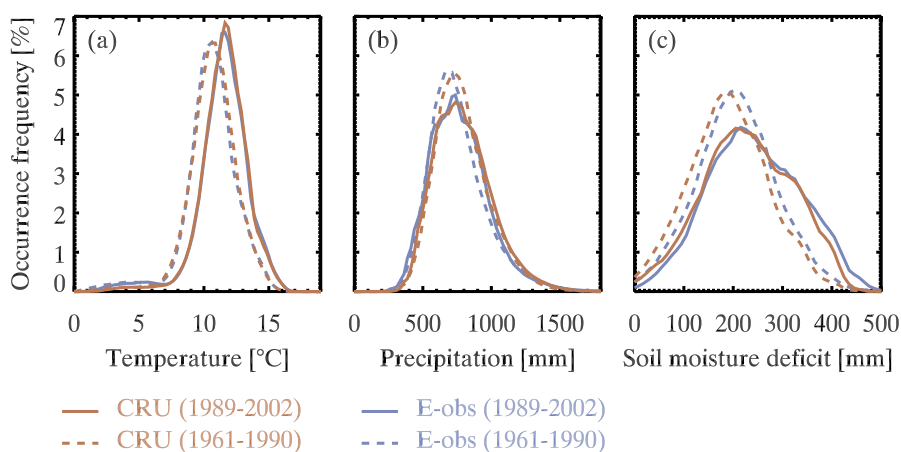 Occurrence frequency [%]
7
6
5
4
3
2
1
0
(a)
(b)
(c)
0 5 10 15
0 500 1000 1500
0 100 200 300 400 500
Temperature [°C]
Precipitation [mm]
Soil moisture deficit [mm]
CRU (1989-2002)
E-obs (1989-2002)
CRU (1961-1990)
E-obs (1961-1990)